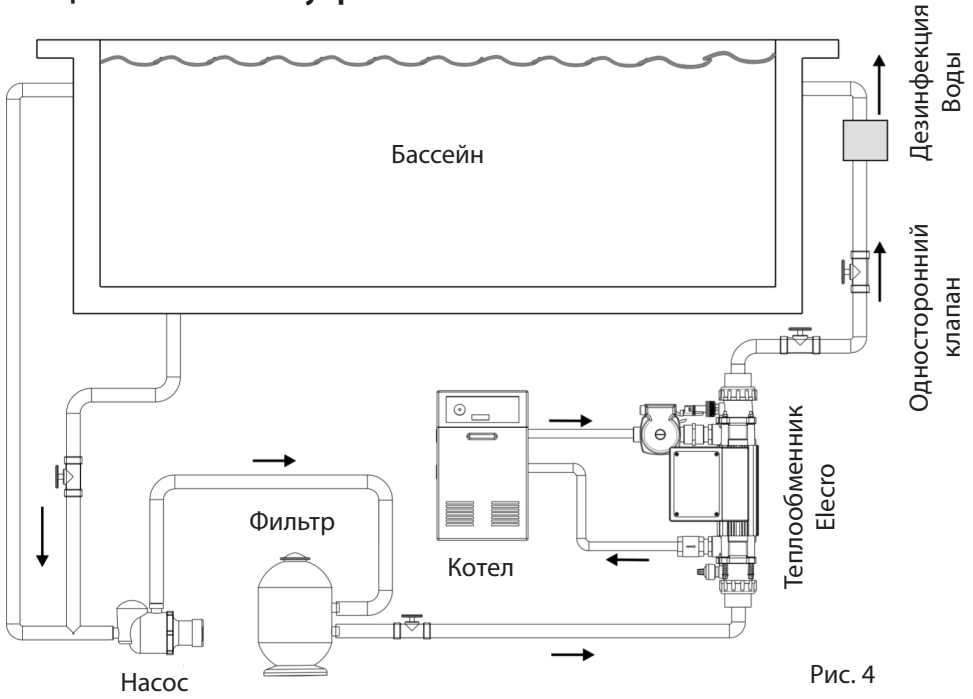 Бассейн
Дезинфекция
Воды
Односторонний
клапан
Теплообменник
Elecro
Котел
Фильтр
Насос
Рис. 4